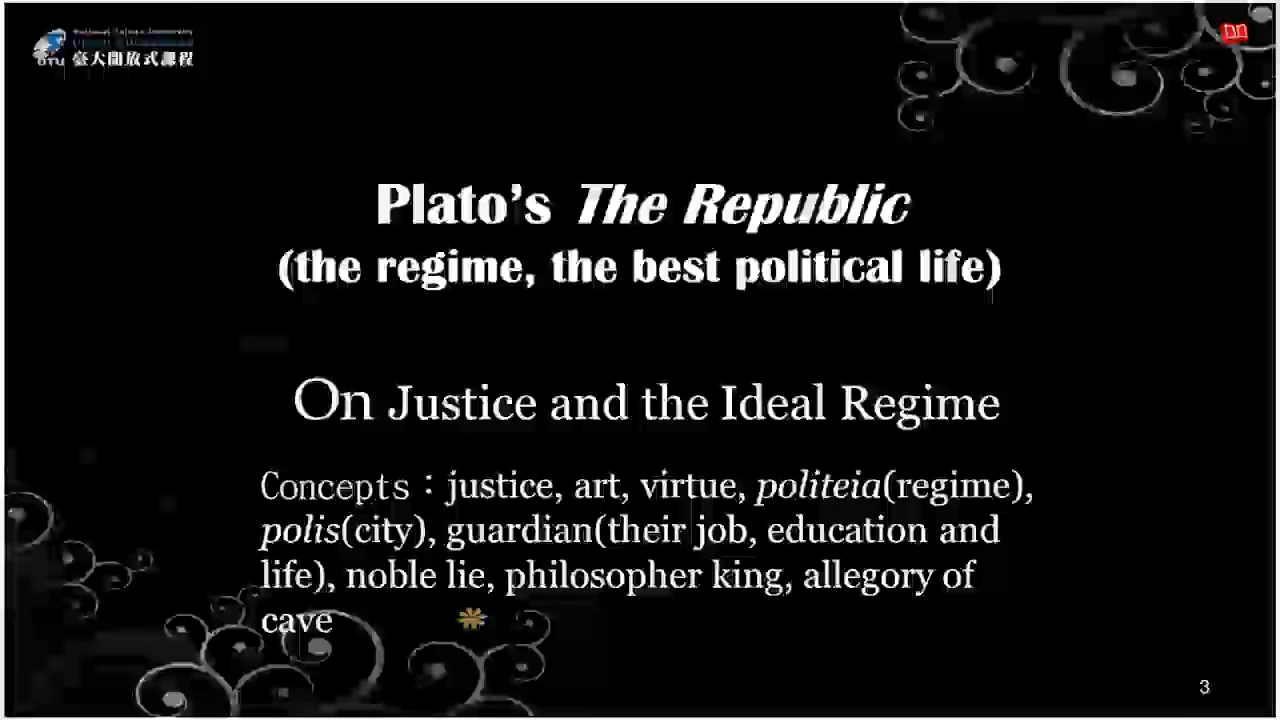 臺大開放式課程
Plato's The Republic
(the regime, the best political life)
On Justice and the Ideal Regime
Concepts：justice, art, virtue, politeia(regime),
polis(city), guardian(their job, education and
life), noble lie, philosopher king, allegory of
cave
3